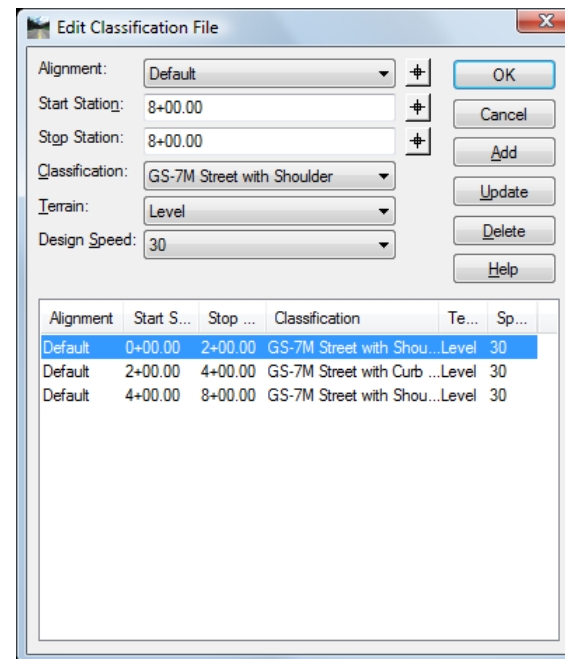 Edit Classification File
Alignment: Default
OK
Start Station: 8+00.00
Cancel
Stop Station: 8+00.00
Add
Classification: GS-7M Street with Shoulder
Update
Terrain: Level
Delete
Design Speed: 30
Help
Alignment Start S... Stop ... Classification Te... Sp...
Default 0+00.00 2+00.00 GS-7M Street with Shou...Level 30
Default 2+00.00 4+00.00 GS-7M Street with Curb ...Level 30
Default 4+00.00 8+00.00 GS-7M Street with Shou...Level 30